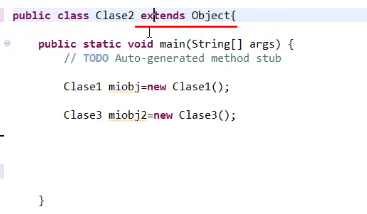 public class Clase2 extends Object{
public static void main(String[] args) {
// TODO Auto-generated method stub
Clase1 miobj=new Clase1();
Clase3 miobj2=new Clase3();
}